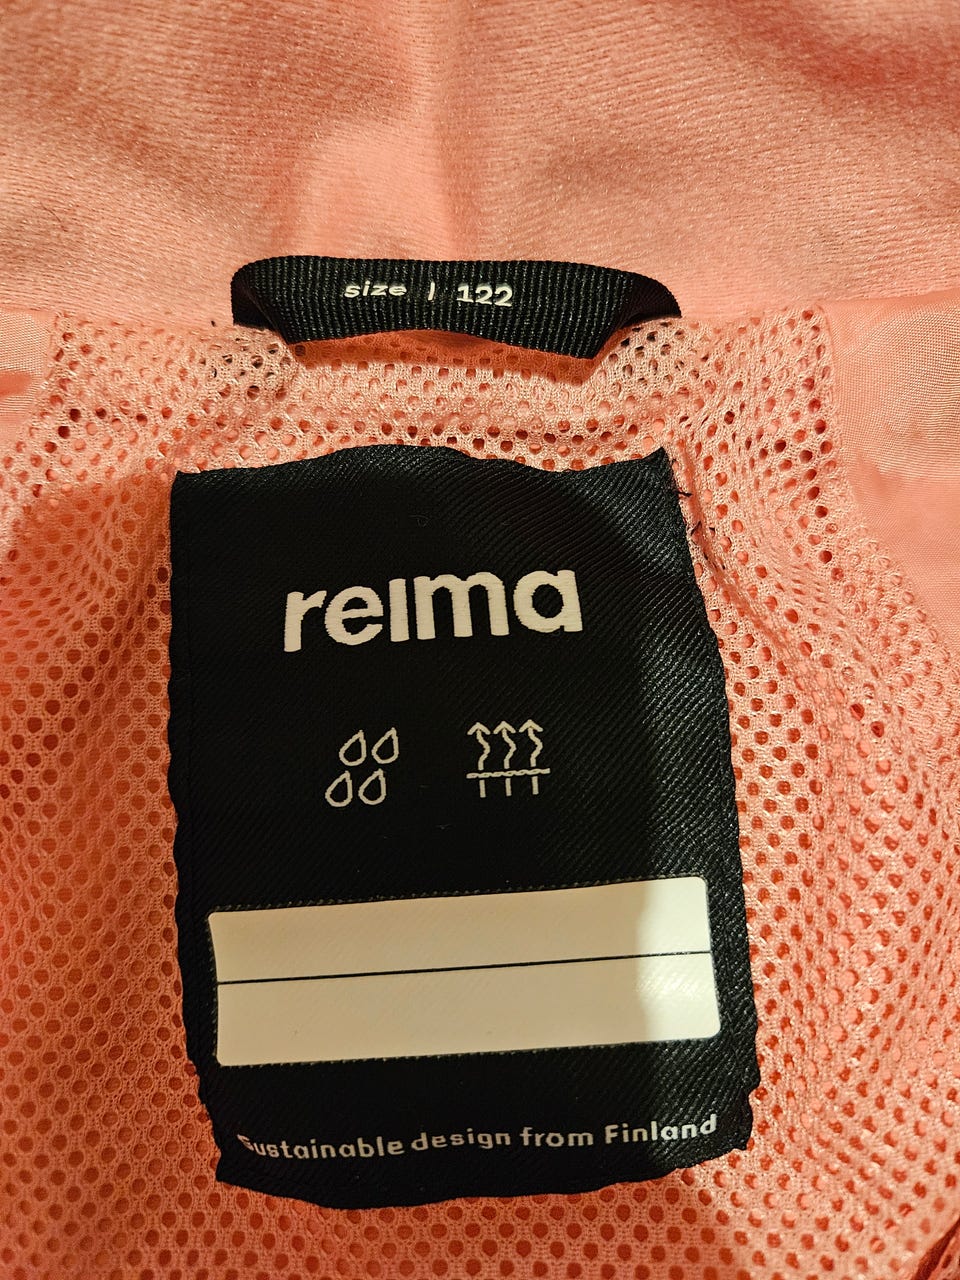 size | 122
reima
Sustainable design from Finland